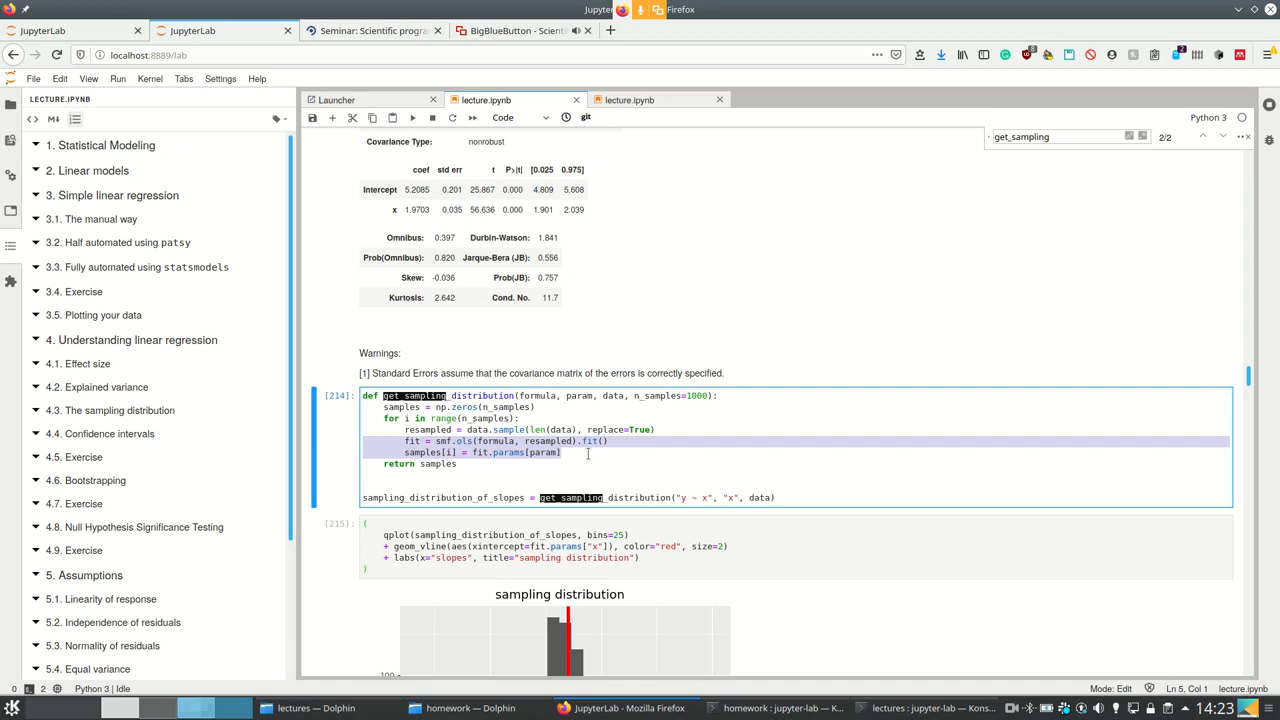 Jupyter Firefox
JupyterLab
JupyterLab
Seminar: Scientific progra
BigBlueButton - Scienti
localhost:8889/lab
File Edit View Run Kernel Tabs Settings Help
LECTURE.IPYNB
1. Statistical Modeling
2. Linear models
3. Simple linear regression
3.1. The manual way
3.2. Half automated using patsy
3.3. Fully automated using statsmodels
3.4. Exercise
3.5. Plotting your data
4. Understanding linear regression
4.1. Effect size
4.2. Explained variance
4.3. The sampling distribution
4.4. Confidence intervals
4.5. Exercise
4.6. Bootstrapping
4.7. Exercise
4.8. Null Hypothesis Significance Testing
4.9. Exercise
5. Assumptions
5.1. Linearity of response
5.2. Independence of residuals
5.3. Normality of residuals
5.4. Equal variance
Launcher
lecture.ipynb
lecture.ipynb
Code
git
Python 3
get_sampling
2/2
Covariance Type: nonrobust
coef std err t P>|t| [0.025 0.975]
Intercept 5.2085 0.201 25.867 0.000 4.809 5.608
x 1.9703 0.035 56.636 0.000 1.901 2.039
Omnibus: 0.397 Durbin-Watson: 1.841
Prob(Omnibus): 0.820 Jarque-Bera (JB): 0.556
Skew: -0.036 Prob(JB): 0.757
Kurtosis: 2.642 Cond. No. 11.7
Warnings:
[1] Standard Errors assume that the covariance matrix of the errors is correctly specified.
[214]: def get_sampling_distribution(formula, param, data, n_samples=1000):
samples = np.zeros(n_samples)
for i in range(n_samples):
resampled = data.sample(len(data), replace=True)
fit = smf.ols(formula, resampled).fit()
samples[i] = fit.params[param]
return samples
sampling_distribution_of_slopes = get_sampling_distribution("y ~ x", "x", data)
[215]: (
qplot(sampling_distribution_of_slopes, bins=25)
+ geom_vline(aes(xintercept=fit.params["x"]), color="red", size=2)
+ labs(x="slopes", title="sampling distribution")
)
sampling distribution
100
0 2 Python 3 | Idle
Mode: Edit
Ln 5, Col 1 lecture.ipynb
lectures — Dolphin
homework — Dolphin
JupyterLab - Mozilla Firefox
homework : jupyter-lab — K...
lectures : jupyter-lab — Kons...
14:23